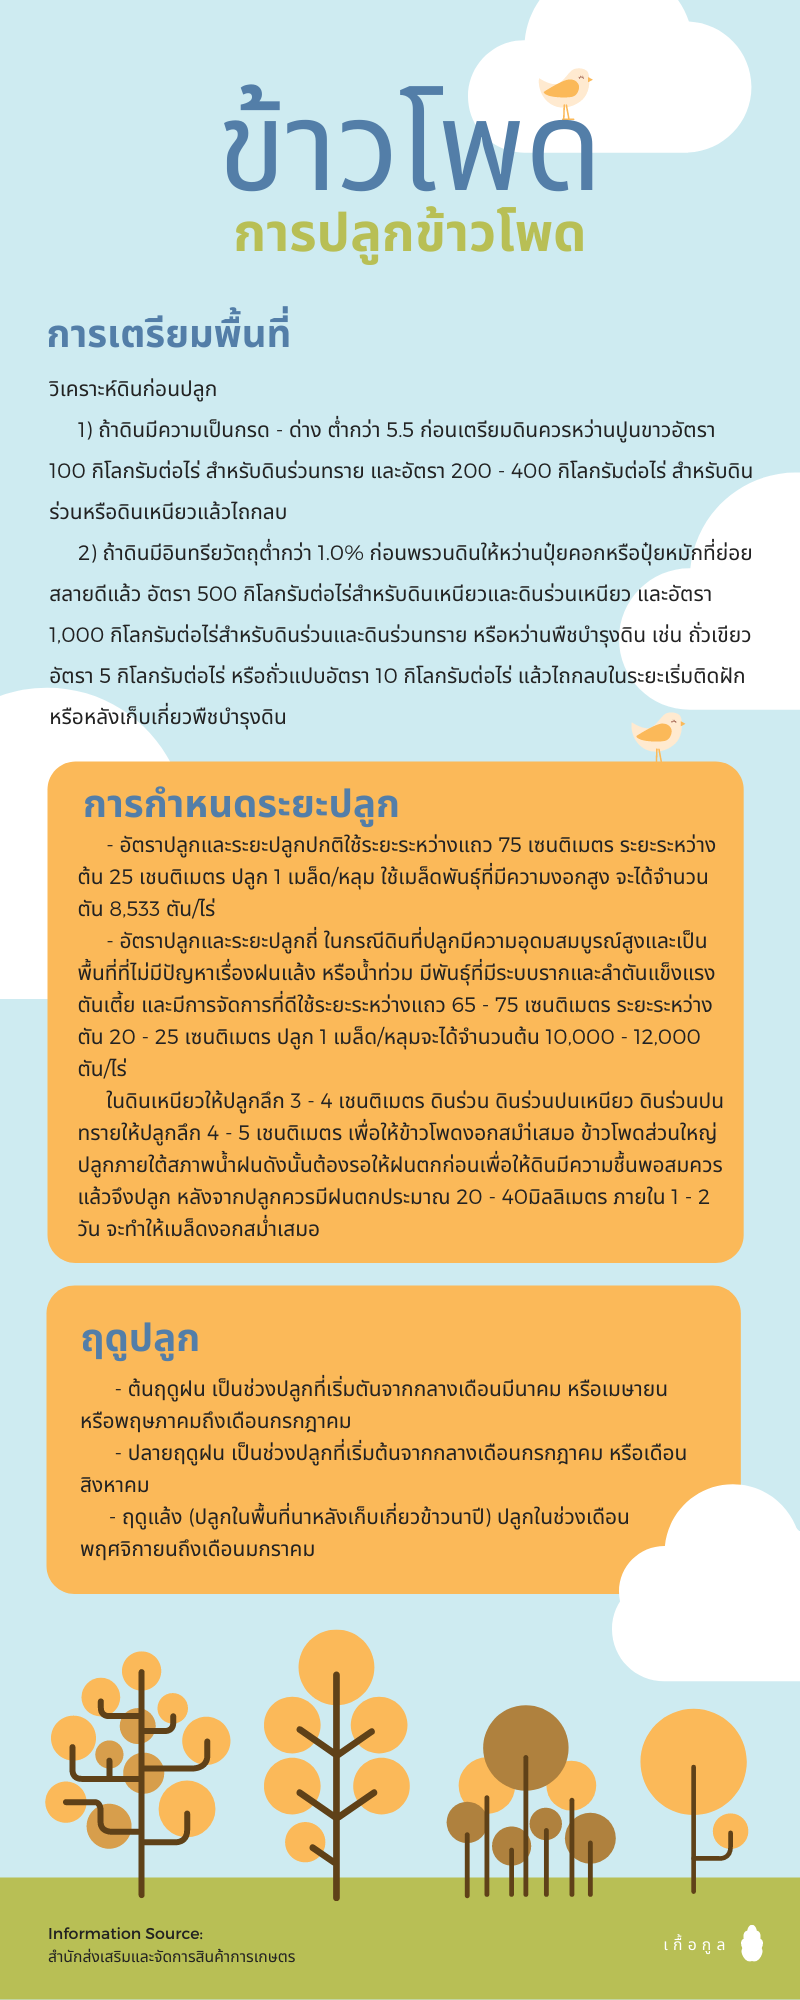 ข้าวโพด
การปลูกข้าวโพด
การเตรียมพื้นที่
วิเคราะห์ดินก่อนปลูก
1) ถ้าดินมีความเป็นกรด - ด่าง ต่ำกว่า 5.5 ก่อนเตรียมดินควรหว่านปูนขาวอัตรา
100 กิโลกรัมต่อไร่ สำหรับดินร่วนทราย และอัตรา 200 - 400 กิโลกรัมต่อไร่ สำหรับดิน
ร่วนหรือดินเหนียวแล้วไถกลบ
2) ถ้าดินมีอินทรียวัตถุต่ำกว่า 1.0% ก่อนพรวนดินให้หว่านปุ๋ยคอกหรือปุ๋ยหมักที่ย่อย
สลายดีแล้ว อัตรา 500 กิโลกรัมต่อไร่สำหรับดินเหนียวและดินร่วนเหนียว และอัตรา
1,000 กิโลกรัมต่อไร่สำหรับดินร่วนและดินร่วนทราย หรือหว่านพืชบำรุงดิน เช่น ถั่วเขียว
อัตรา 5 กิโลกรัมต่อไร่ หรือถั่วแปบอัตรา 10 กิโลกรัมต่อไร่ แล้วไถกลบในระยะเริ่มติดฝัก
หรือหลังเก็บเกี่ยวพืชบำรุงดิน
การกำหนดระยะปลูก
- อัตราปลูกและระยะปลูกปกติใช้ระยะระหว่างแถว 75 เซนติเมตร ระยะระหว่าง
ต้น 25 เซนติเมตร ปลูก 1 เมล็ด/หลุม ใช้เมล็ดพันธุ์ที่มีความงอกสูง จะได้จำนวน
ตัน 8,533 ตัน/ไร่
- อัตราปลูกและระยะปลูกถี่ ในกรณีดินที่ปลูกมีความอุดมสมบูรณ์สูงและเป็น
พื้นที่ที่ไม่มีปัญหาเรื่องฝนแล้ง หรือน้ำท่วม มีพันธุ์ที่มีระบบรากและลำตันแข็งแรง
ตันเตี้ย และมีการจัดการที่ดีใช้ระยะระหว่างแถว 65 - 75 เซนติเมตร ระยะระหว่าง
ตัน 20 - 25 เซนติเมตร ปลูก 1 เมล็ด/หลุมจะได้จำนวนต้น 10,000 - 12,000
ตัน/ไร่
ในดินเหนียวให้ปลูกลึก 3 - 4 เชนติเมตร ดินร่วน ดินร่วนปนเหนียว ดินร่วนปน
ทรายให้ปลูกลึก 4 - 5 เชนติเมตร เพื่อให้ข้าวโพดงอกสม่ำเสมอ ข้าวโพดส่วนใหญ่
ปลูกภายใต้สภาพน้ำฝนดังนั้นต้องรอให้ฝนตกก่อนเพื่อให้ดินมีความชื้นพอสมควร
แล้วจึงปลูก หลังจากปลูกควรมีฝนตกประมาณ 20 - 40มิลลิเมตร ภายใน 1 - 2
วัน จะทำให้เมล็ดงอกสม่ำเสมอ
ฤดูปลูก
- ต้นฤดูฝน เป็นช่วงปลูกที่เริ่มตันจากกลางเดือนมีนาคม หรือเมษายน
หรือพฤษภาคมถึงเดือนกรกฎาคม
- ปลายฤดูฝน เป็นช่วงปลูกที่เริ่มต้นจากกลางเดือนกรกฎาคม หรือเดือน
สิงหาคม
- ฤดูแล้ง (ปลูกในพื้นที่นาหลังเก็บเกี่ยวข้าวนาปี) ปลูกในช่วงเดือน
พฤศจิกายนถึงเดือนมกราคม
Information Source:
สำนักส่งเสริมและจัดการสินค้าการเกษตร
เกื้อกูล